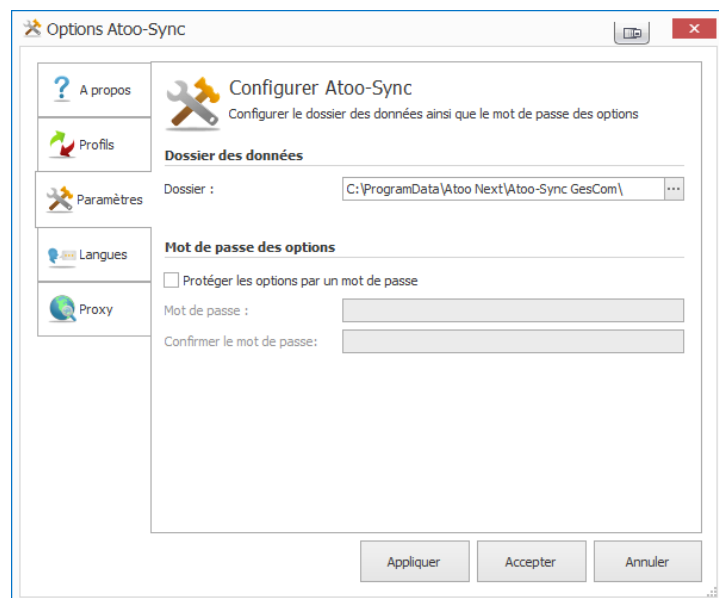 Options Atoo-Sync
A propos
Profils
Paramètres
Langues
Proxy
Configurer Atoo-Sync
Configurer le dossier des données ainsi que le mot de passe des options
Dossier des données
Dossier : C:\ProgramData\Atoo Next\Atoo-Sync GesCom\ ...
Mot de passe des options
Protéger les options par un mot de passe
Mot de passe :
Confirmer le mot de passe:
Appliquer Accepter Annuler